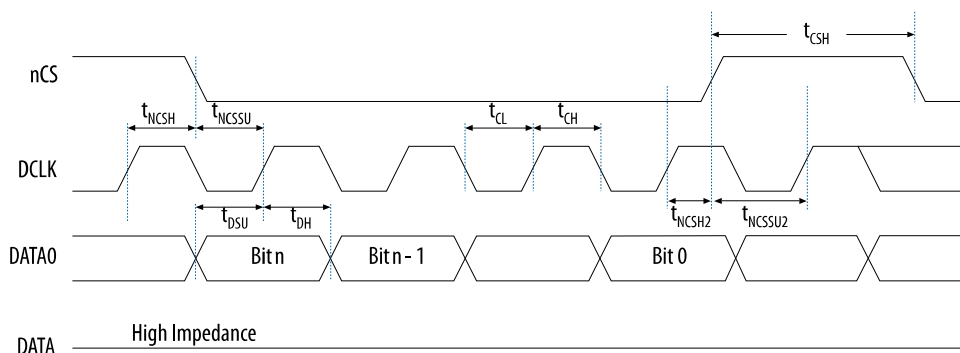 tCSH
nCS
tNCSH tNCSSU tCL tCH
DCLK
tDSU tDH tNCSH2 tNCSSU2
DATA0 Bit n Bit n - 1 Bit 0
High Impedance
DATA